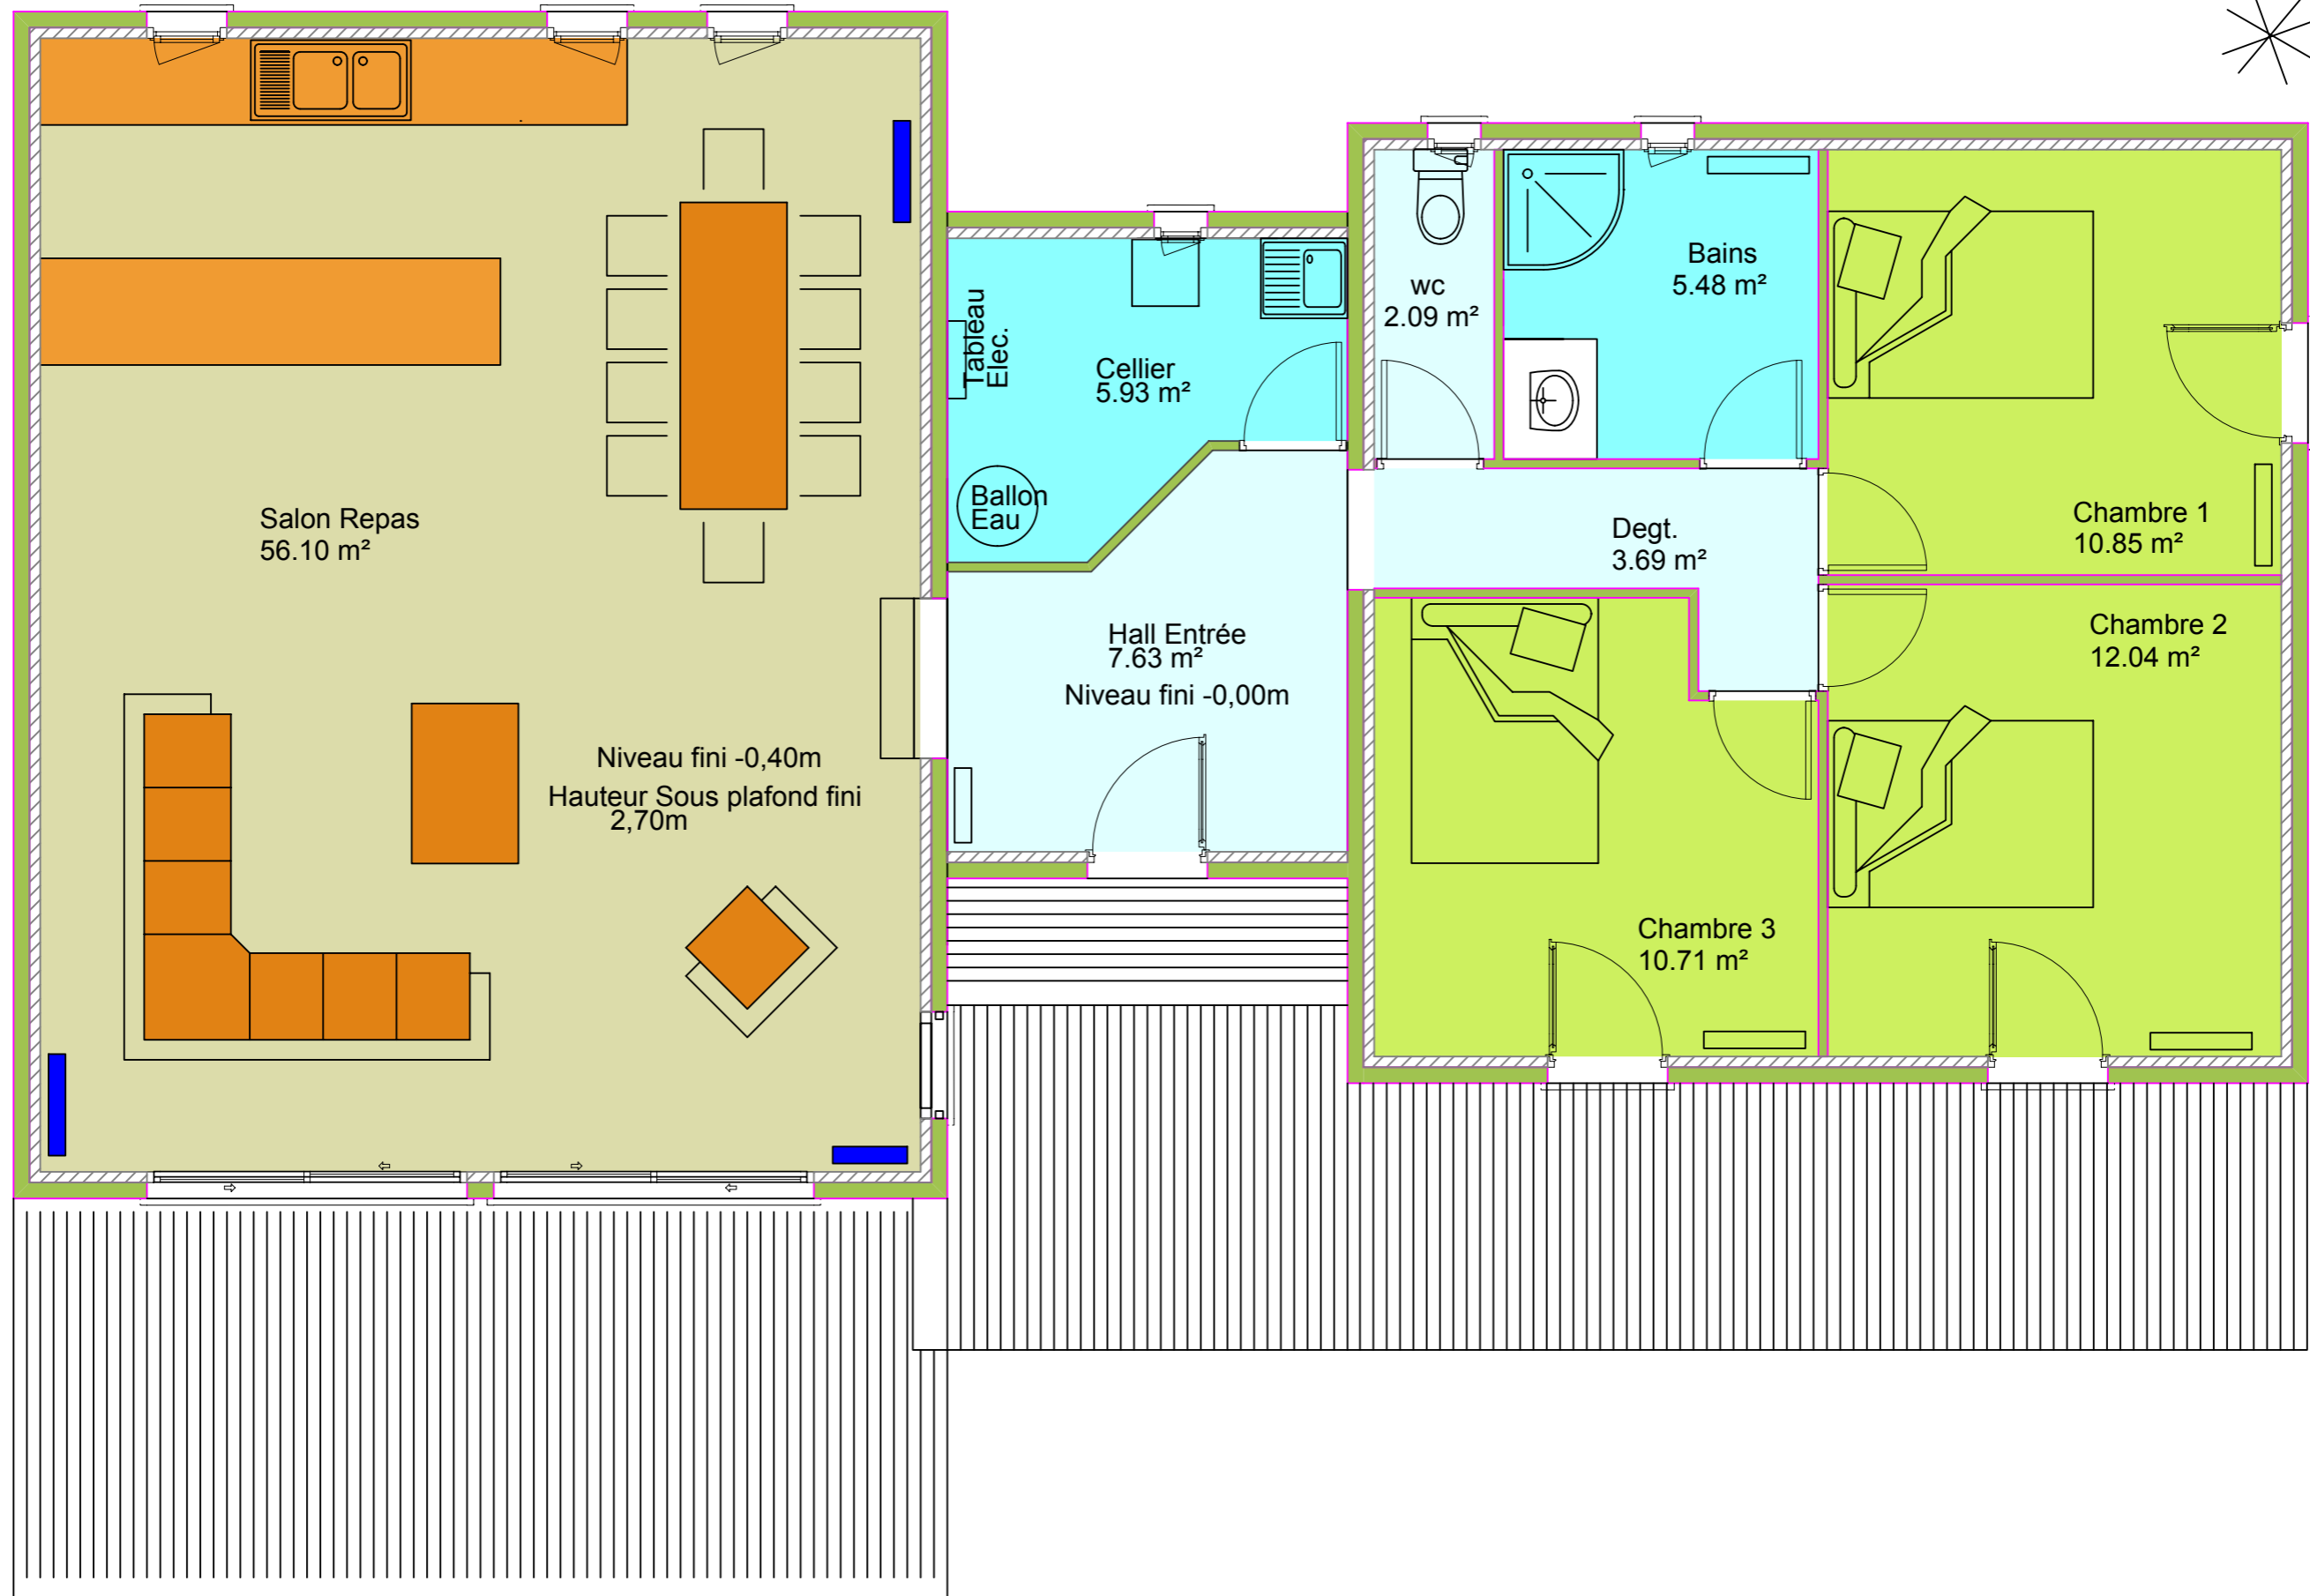 Salon Repas
56.10 m²
Niveau fini -0,40m
Hauteur Sous plafond fini
2,70m
Tableau
Elec.
Cellier
5.93 m²
Ballon
Eau
Hall Entrée
7.63 m²
Niveau fini -0,00m
wc
2.09 m²
Bains
5.48 m²
Degt.
3.69 m²
Chambre 1
10.85 m²
Chambre 2
12.04 m²
Chambre 3
10.71 m²